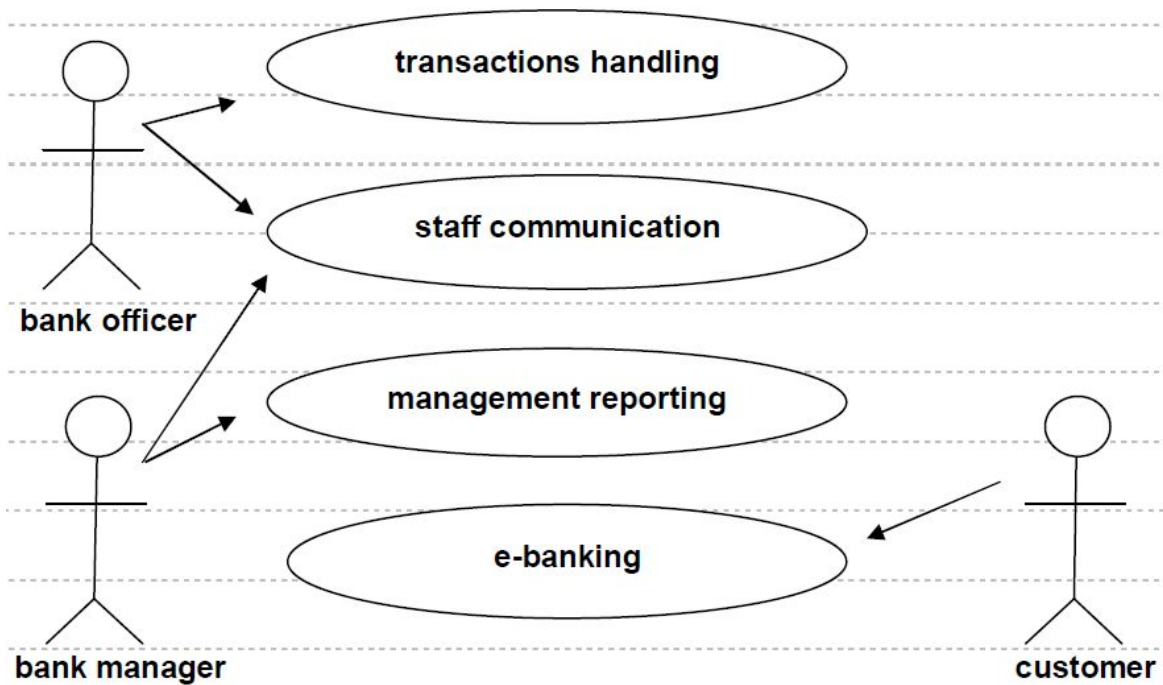 transactions handling
staff communication
bank officer
management reporting
e-banking
bank manager
customer